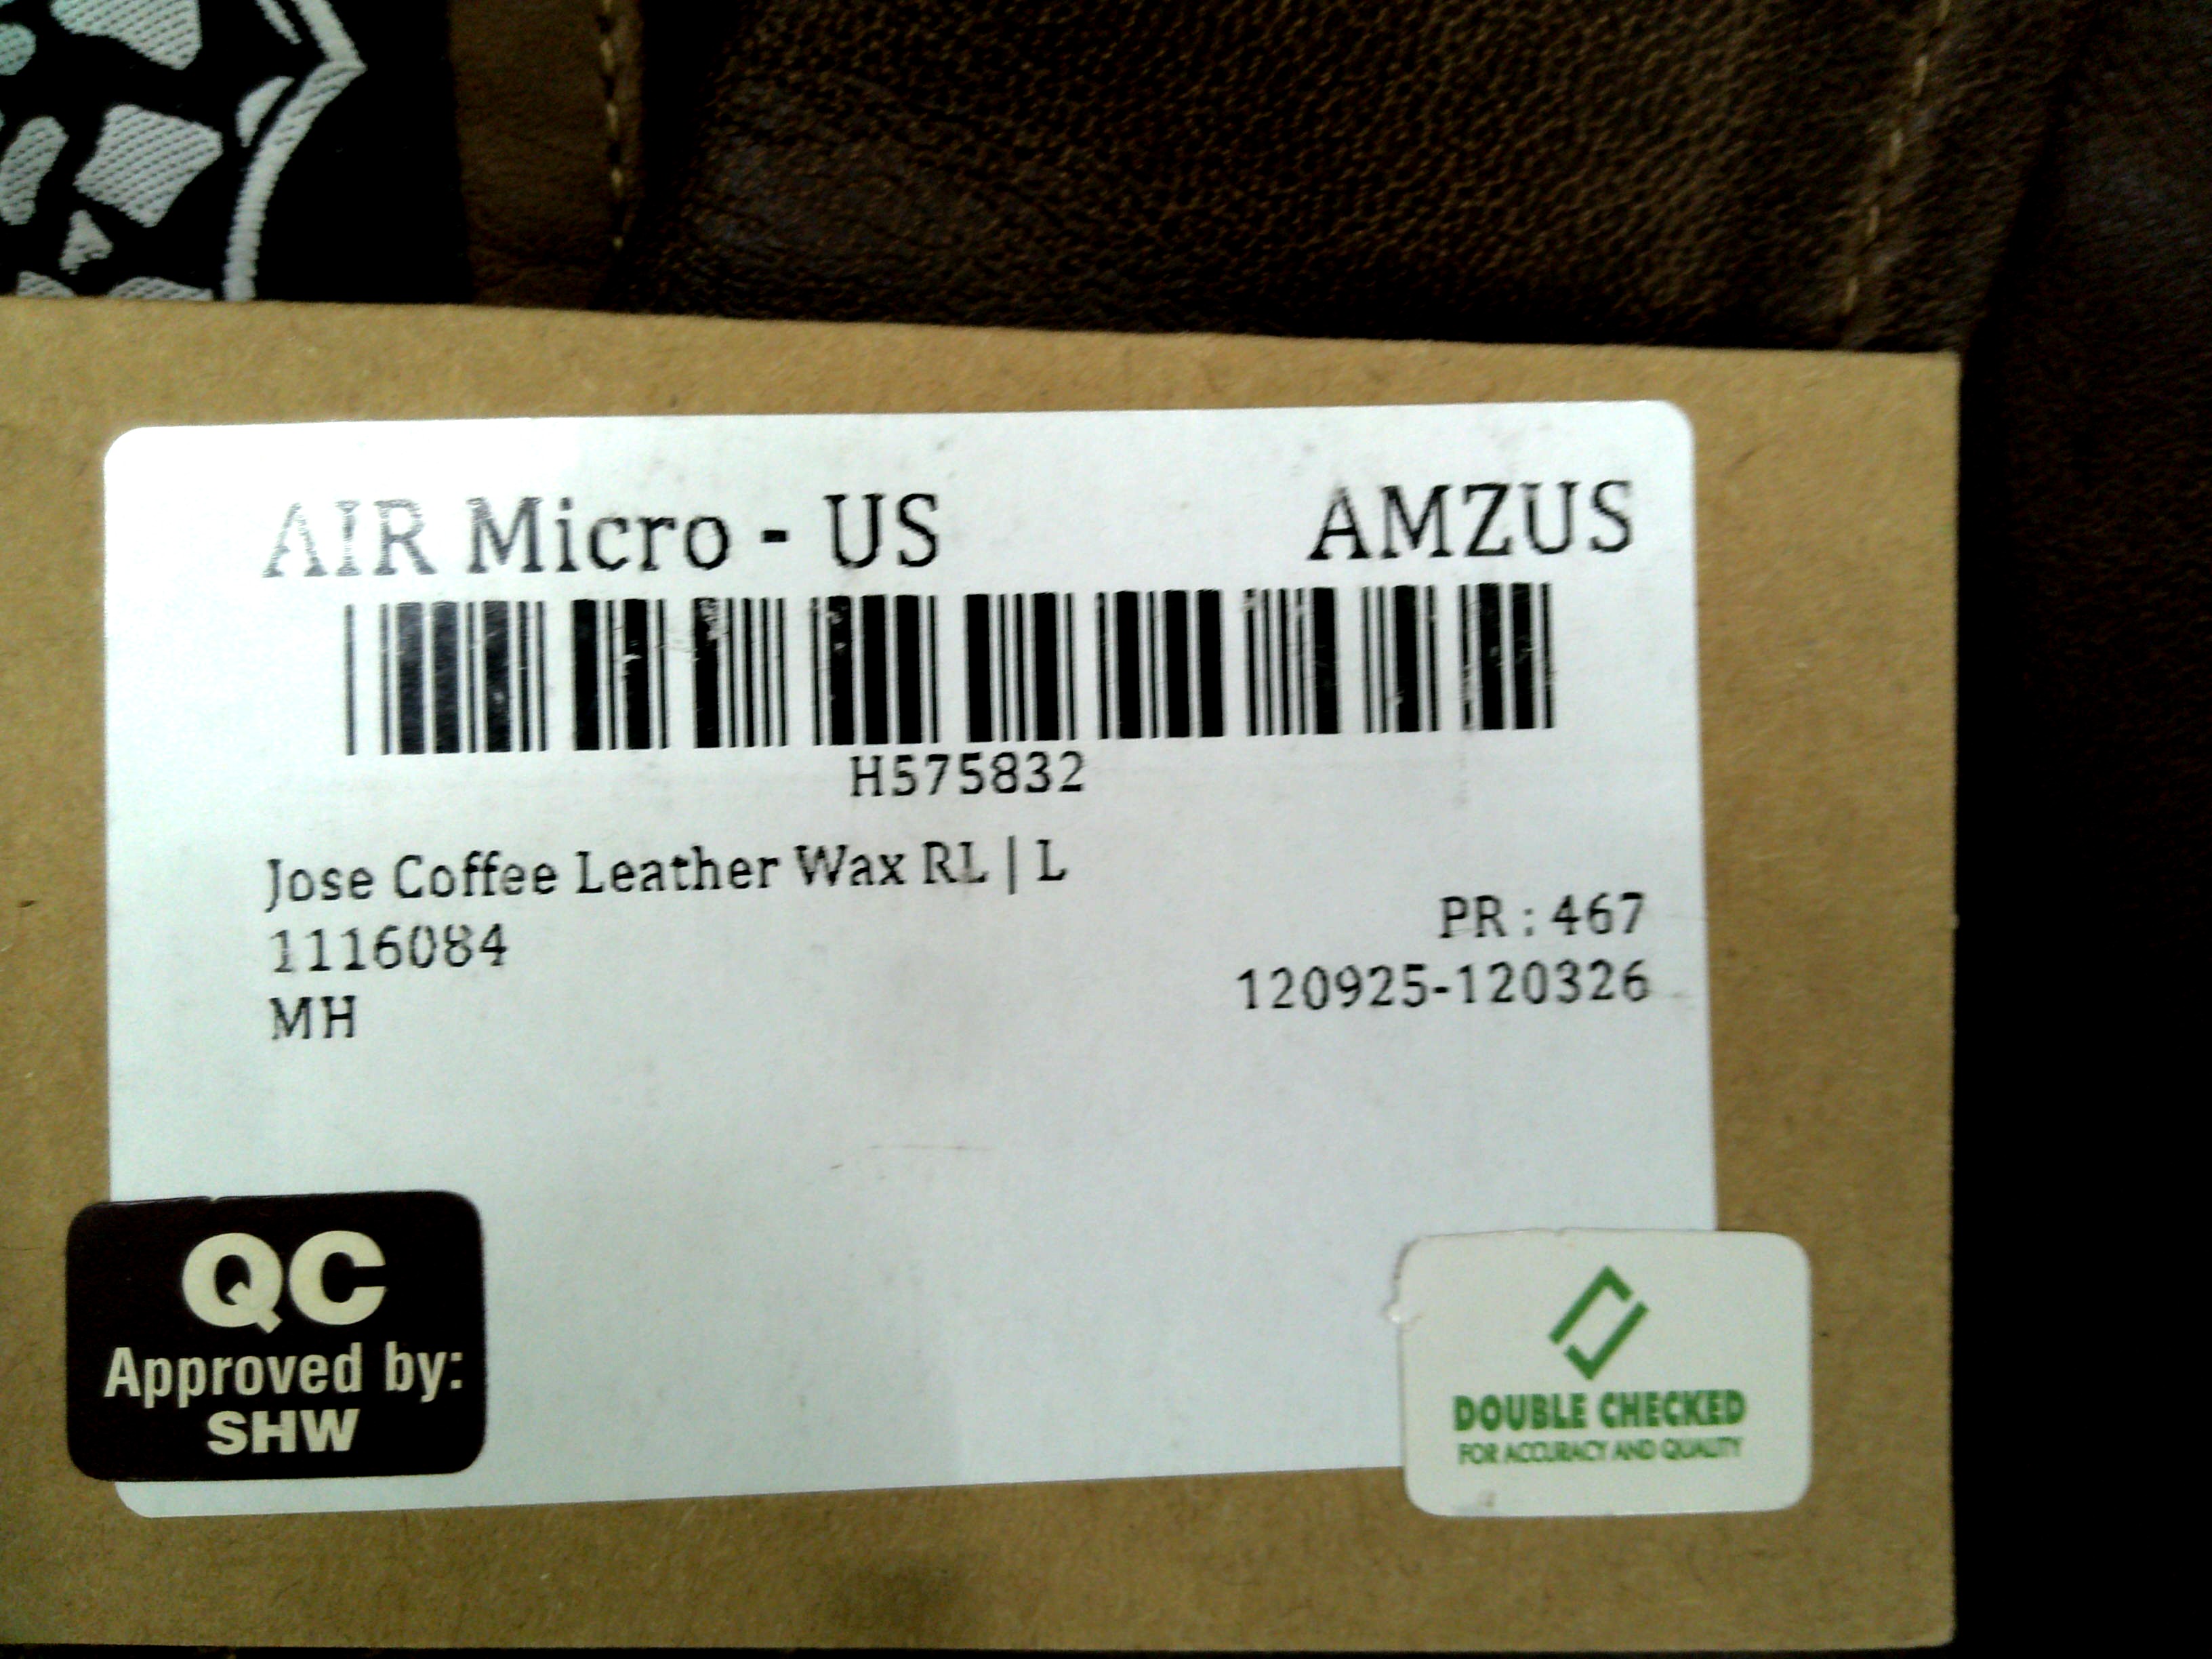 AIR Micro - US AMZUS
H575832
Jose Coffee Leather Wax RL | L
1116084
PR : 467
MH
120925-120326
QC
Approved by:
SHW
DOUBLE CHECKED
FOR ACCURACY AND QUALITY